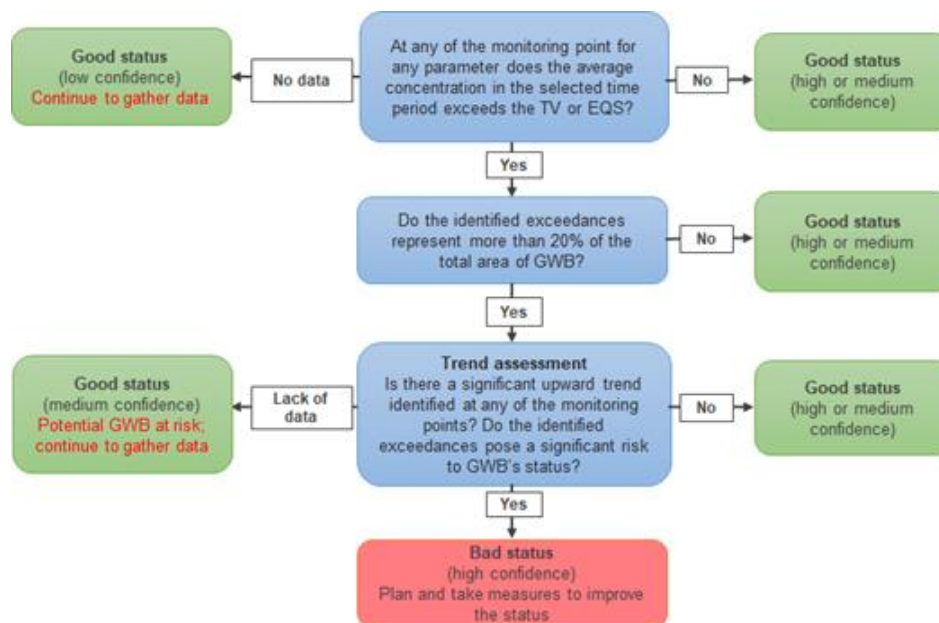 Good status
(low confidence)
Continue to gather data
No data
At any of the monitoring point for
any parameter does the average
concentration in the selected time
period exceeds the TV or EQS?
No
Good status
(high or medium
confidence)
Yes
Do the identified exceedances
represent more than 20% of the
total area of GWB?
No
Good status
(high or medium
confidence)
Yes
Good status
(medium confidence)
Potential GWB at risk;
continue to gather data
Lack of
data
Trend assessment
Is there a significant upward trend
identified at any of the monitoring
points? Do the identified
exceedances pose a significant risk
to GWB's status?
No
Good status
(high or medium
confidence)
Yes
Bad status
(high confidence)
Plan and take measures to improve
the status